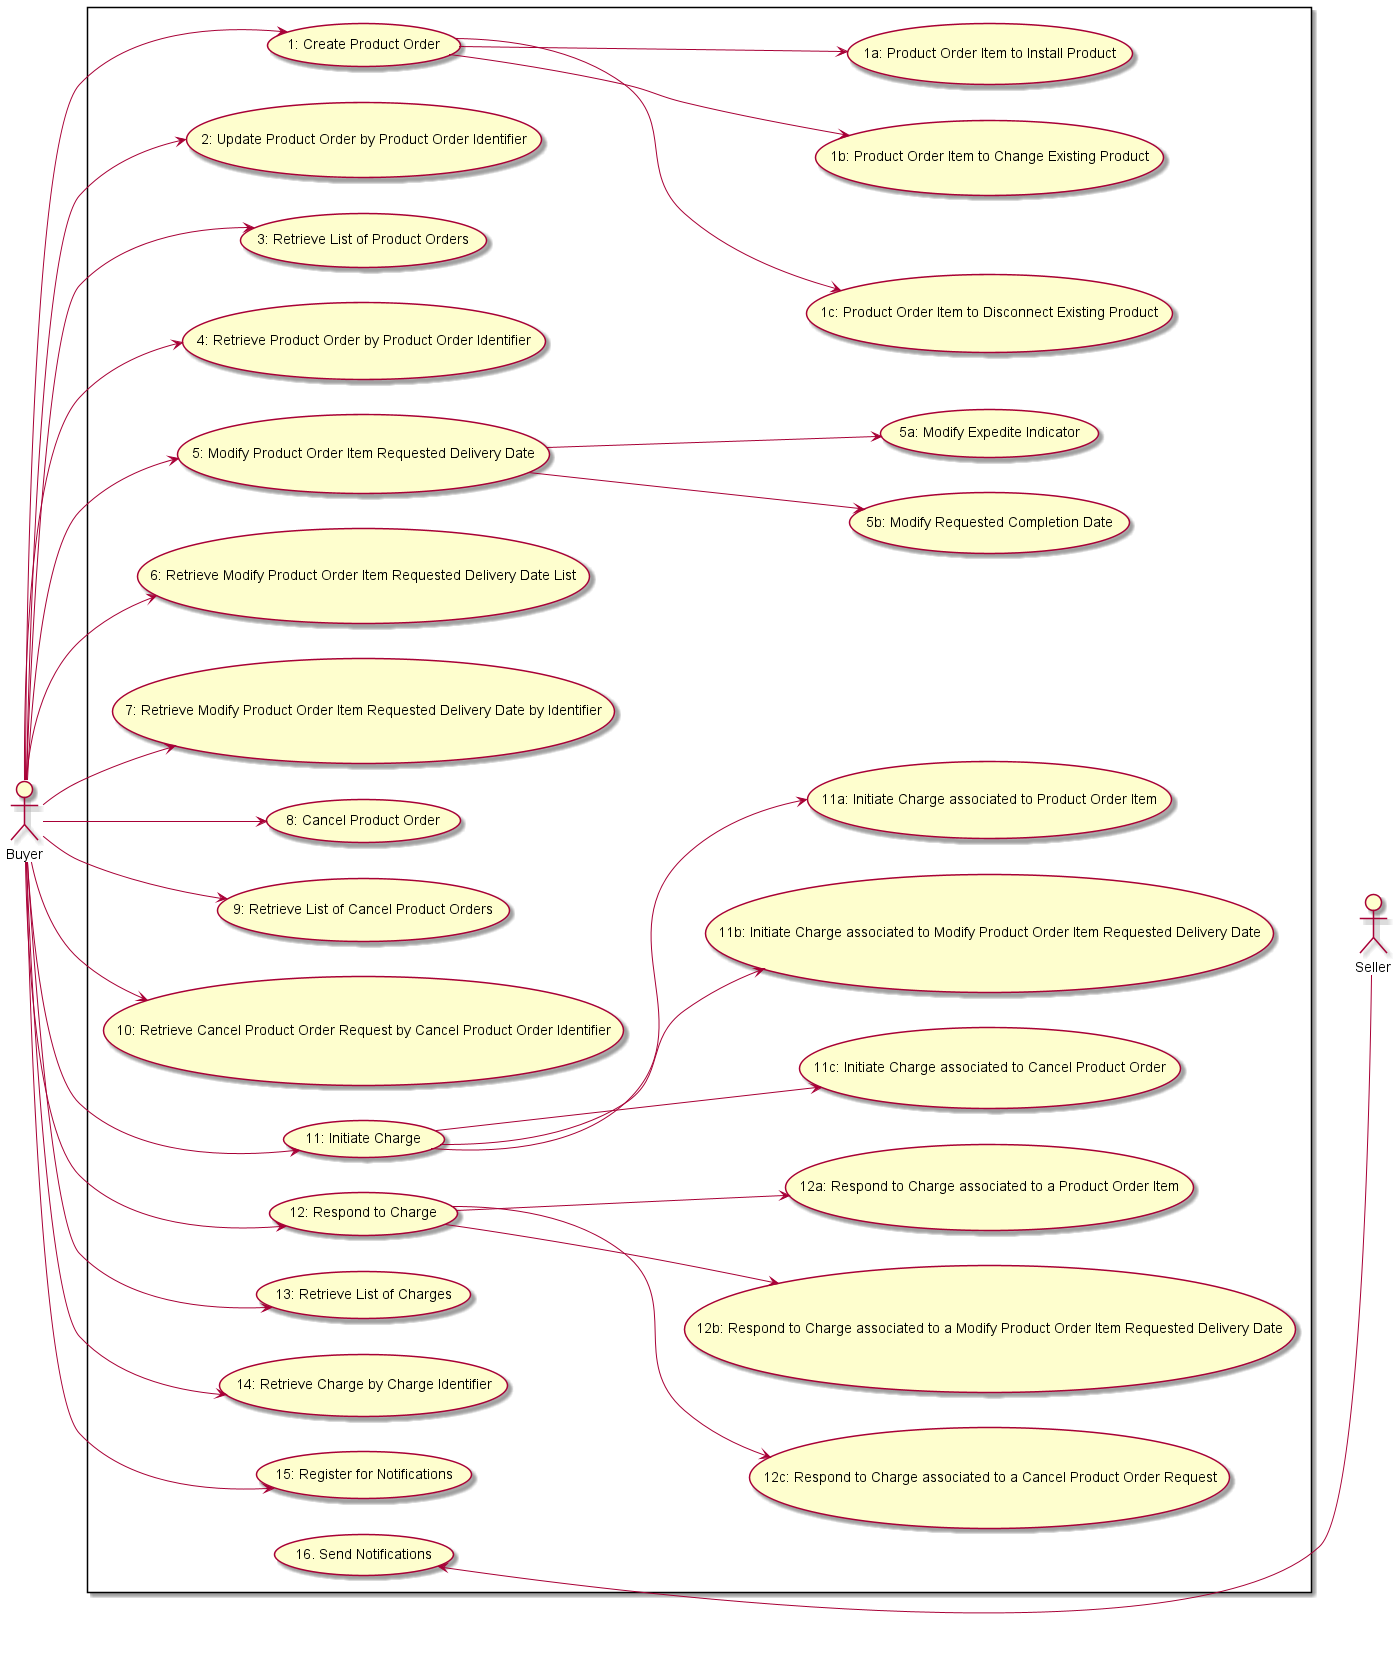 1: Create Product Order
1a: Product Order Item to Install Product
2: Update Product Order by Product Order Identifier
1b: Product Order Item to Change Existing Product
3: Retrieve List of Product Orders
1c: Product Order Item to Disconnect Existing Product
4: Retrieve Product Order by Product Order Identifier
5: Modify Product Order Item Requested Delivery Date
5a: Modify Expedite Indicator
5b: Modify Requested Completion Date
6: Retrieve Modify Product Order Item Requested Delivery Date List
7: Retrieve Modify Product Order Item Requested Delivery Date by Identifier
11a: Initiate Charge associated to Product Order Item
8: Cancel Product Order
Buyer
9: Retrieve List of Cancel Product Orders
11b: Initiate Charge associated to Modify Product Order Item Requested Delivery Date
Seller
10: Retrieve Cancel Product Order Request by Cancel Product Order Identifier
11c: Initiate Charge associated to Cancel Product Order
11: Initiate Charge
12a: Respond to Charge associated to a Product Order Item
12: Respond to Charge
13: Retrieve List of Charges
12b: Respond to Charge associated to a Modify Product Order Item Requested Delivery Date
14: Retrieve Charge by Charge Identifier
15: Register for Notifications
12c: Respond to Charge associated to a Cancel Product Order Request
16. Send Notifications